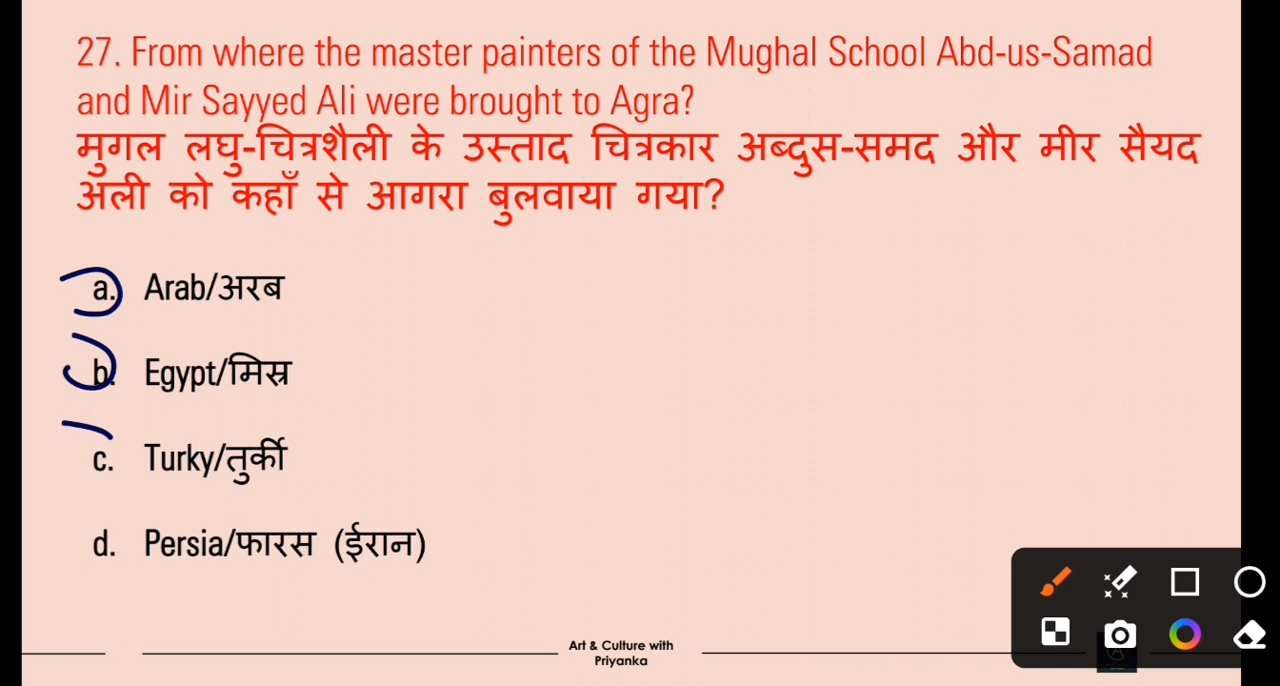 27. From where the master painters of the Mughal School Abd-us-Samad
and Mir Sayyed Ali were brought to Agra?
मुगल लघु-चित्रशैली के उस्ताद चित्रकार अब्दुस-समद और मीर सैयद
अली को कहाँ से आगरा बुलवाया गया?
a. Arab/अरब
b. Egypt/मिस्र
c. Turky/तुर्की
d. Persia/फारस (ईरान)
Art & Culture with
Priyanka